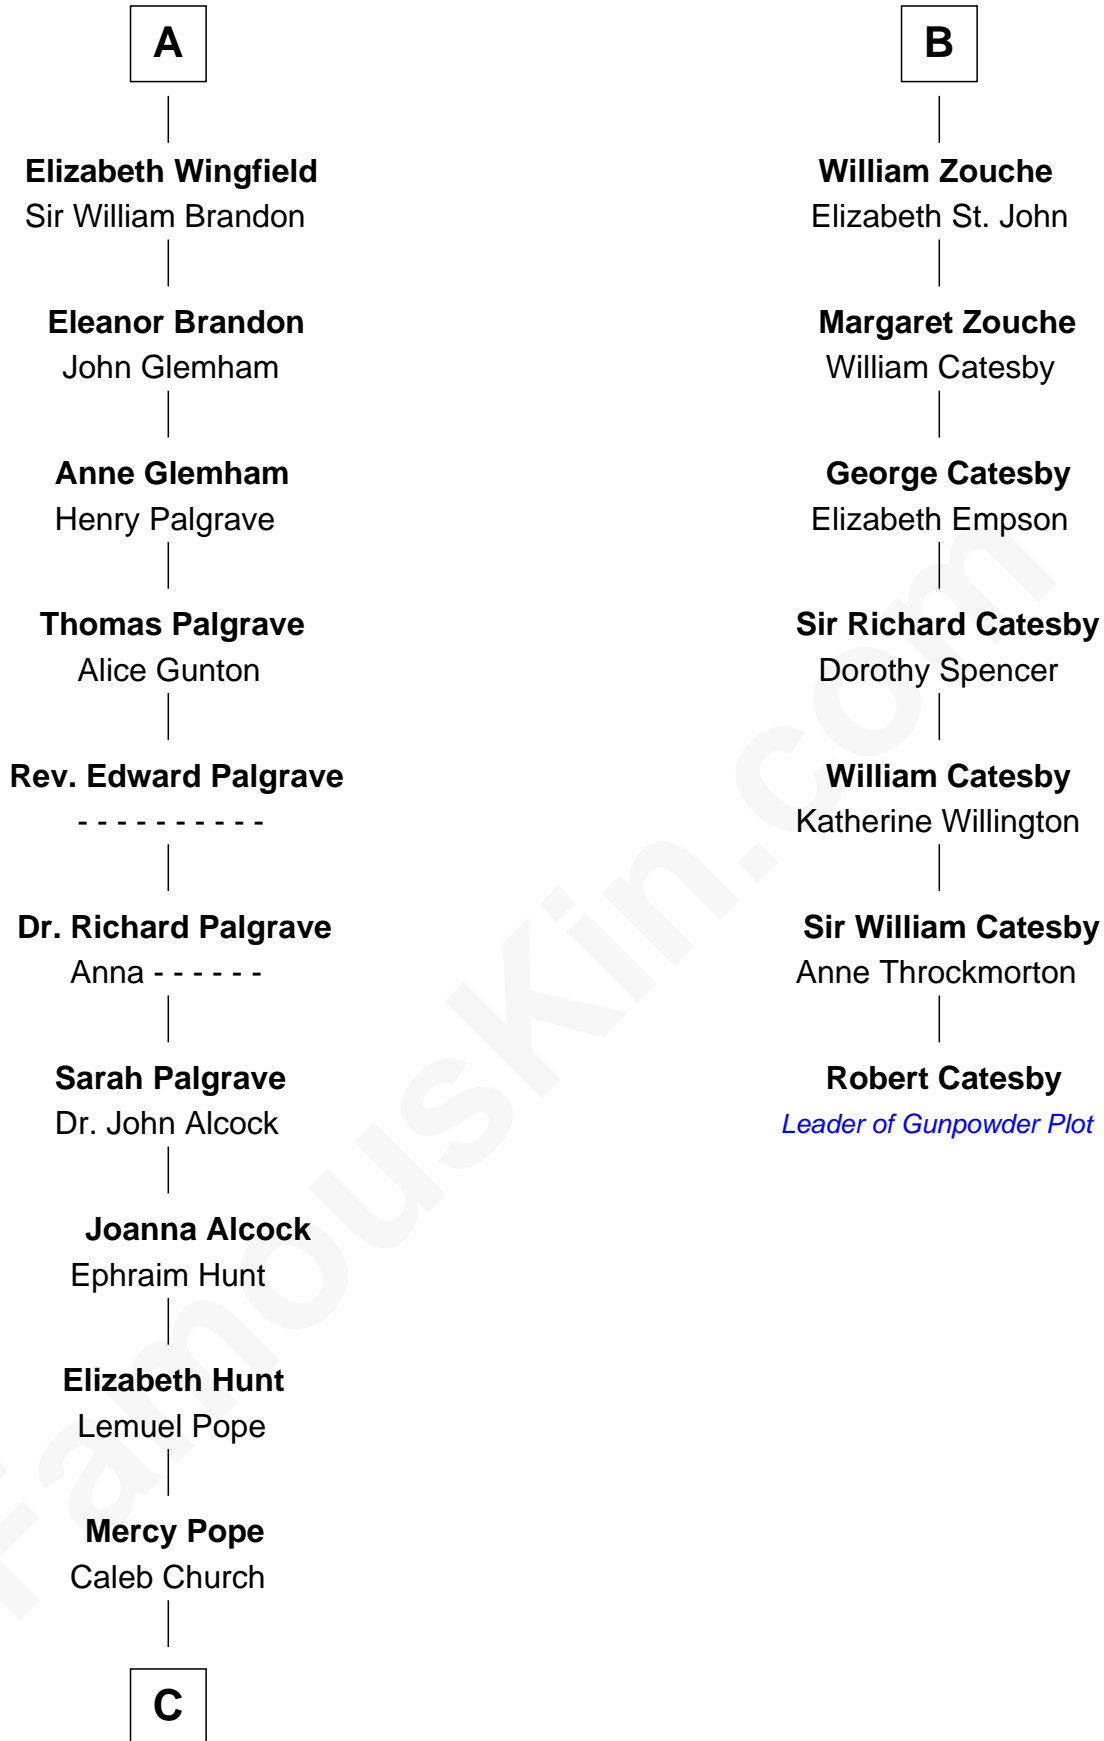 A
Elizabeth Wingfield
Sir William Brandon
Eleanor Brandon
John Glemham
Anne Glemham
Henry Palgrave
Thomas Palgrave
Alice Gunton
Rev. Edward Palgrave
- - - - - - - - - -
Dr. Richard Palgrave
Anna - - - - - -
Sarah Palgrave
Dr. John Alcock
Joanna Alcock
Ephraim Hunt
Elizabeth Hunt
Lemuel Pope
Mercy Pope
Caleb Church
C
B
William Zouche
Elizabeth St. John
Margaret Zouche
William Catesby
George Catesby
Elizabeth Empson
Sir Richard Catesby
Dorothy Spencer
William Catesby
Katherine Willington
Sir William Catesby
Anne Throckmorton
Robert Catesby
Leader of Gunpowder Plot
FamousKin.com